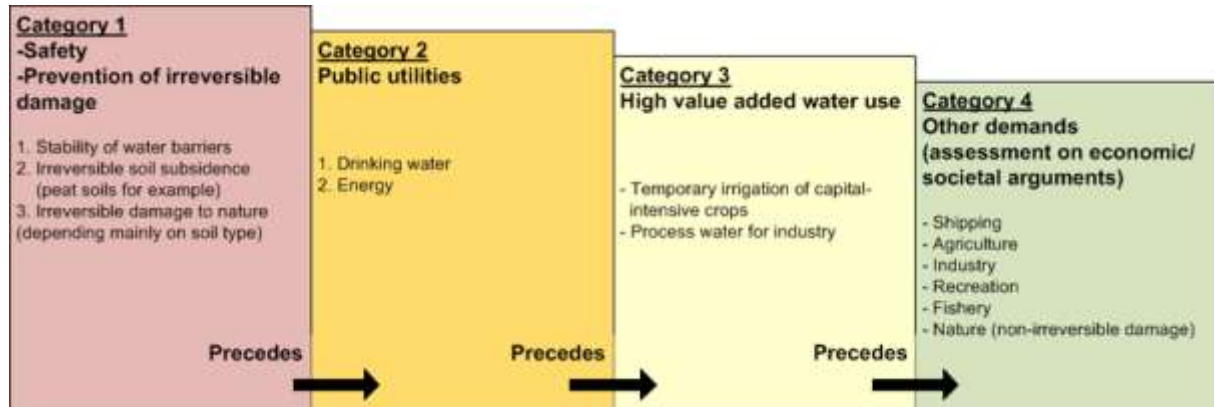 Category 1
-Safety
-Prevention of irreversible
damage
1. Stability of water barriers
2. Irreversible soil subsidence
(peat soils for example)
3. Irreversible damage to nature
(depending mainly on soil type)
Precedes
Category 2
Public utilities
1. Drinking water
2. Energy
Precedes
Category 3
High value added water use
- Temporary irrigation of capital-
intensive crops
- Process water for industry
Precedes
Category 4
Other demands
(assessment on economic/
societal arguments)
- Shipping
- Agriculture
- Industry
- Recreation
- Fishery
- Nature (non-irreversible damage)